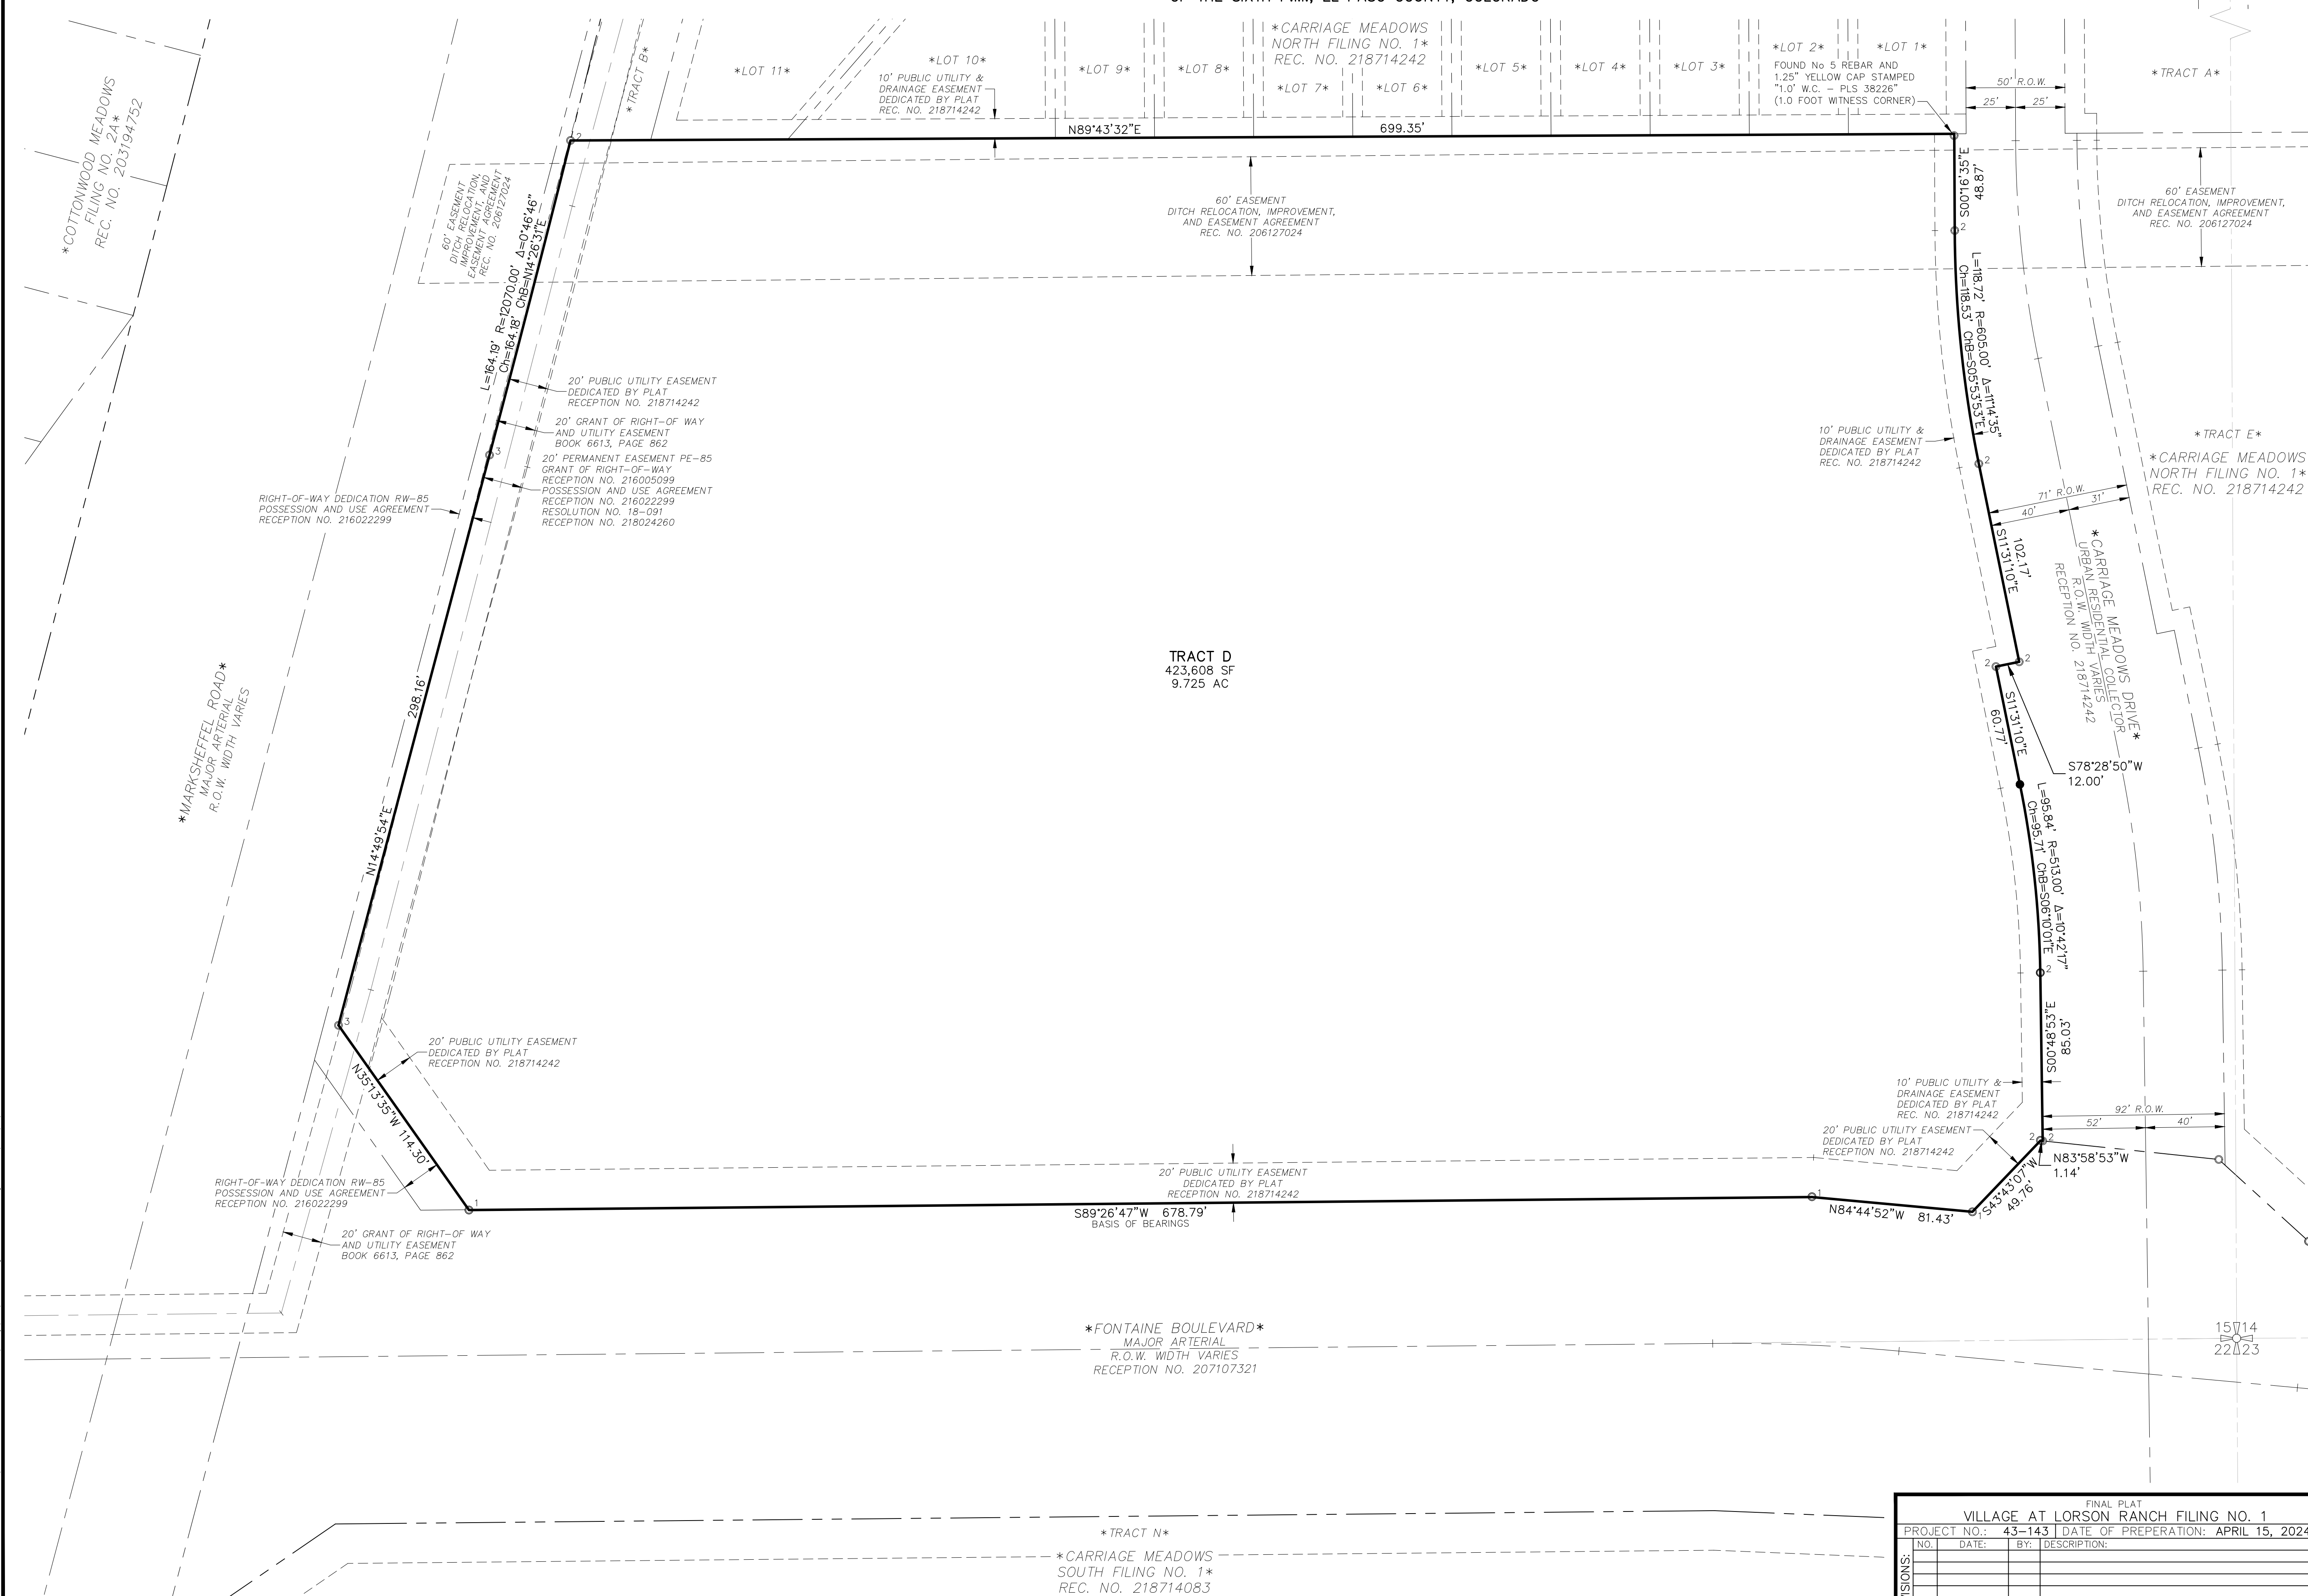 *CARRIAGE MEADOWS
NORTH FILING NO. 1*
REC. NO. 218714242
*COTTONWOOD MEADOWS
FILING NO. 2A*
REC. NO. 203194752
*TRACT B*
*LOT 11*
*LOT 10*
10' PUBLIC UTILITY &
DRAINAGE EASEMENT
DEDICATED BY PLAT
REC. NO. 218714242
*LOT 9*
*LOT 8*
*LOT 7*
*LOT 6*
*LOT 5*
*LOT 4*
*LOT 3*
*LOT 2*
*LOT 1*
FOUND No 5 REBAR AND
1.25" YELLOW CAP STAMPED
"1.0' W.C. – PLS 38226"
(1.0 FOOT WITNESS CORNER)
50' R.O.W.
25'
25'
*TRACT A*
N89°43'32"E
699.35'
2
60' EASEMENT
DITCH RELOCATION,
IMPROVEMENT, AND
EASEMENT AGREEMENT
REC. NO. 206127024
60' EASEMENT
DITCH RELOCATION, IMPROVEMENT,
AND EASEMENT AGREEMENT
REC. NO. 206127024
60' EASEMENT
DITCH RELOCATION, IMPROVEMENT,
AND EASEMENT AGREEMENT
REC. NO. 206127024
S00°16'35"E
48.87'
2
L=164.19' R=12070.00' Δ=0°46'46"
Ch=164.18' ChB=N14°26'31"E
L=118.72' R=605.00' Δ=11°14'35"
Ch=118.53' ChB=S05°53'53"E
20' PUBLIC UTILITY EASEMENT
DEDICATED BY PLAT
RECEPTION NO. 218714242
20' GRANT OF RIGHT–OF WAY
AND UTILITY EASEMENT
BOOK 6613, PAGE 862
3
20' PERMANENT EASEMENT PE–85
GRANT OF RIGHT–OF–WAY
RECEPTION NO. 216005099
POSSESSION AND USE AGREEMENT
RECEPTION NO. 216022299
RESOLUTION NO. 18–091
RECEPTION NO. 218024260
RIGHT–OF–WAY DEDICATION RW–85
POSSESSION AND USE AGREEMENT
RECEPTION NO. 216022299
10' PUBLIC UTILITY &
DRAINAGE EASEMENT
DEDICATED BY PLAT
REC. NO. 218714242
2
*TRACT E*
*CARRIAGE MEADOWS
NORTH FILING NO. 1*
REC. NO. 218714242
71' R.O.W.
40'
31'
102.17'
S11°31'10"E
*CARRIAGE MEADOWS DRIVE*
URBAN RESIDENTIAL COLLECTOR
R.O.W. WIDTH VARIES
RECEPTION NO. 218714242
TRACT D
423,608 SF
9.725 AC
2
2
S11°31'10"E
60.77'
S78°28'50"W
12.00'
298.16'
N14°49'54"E
*MARKSHEFFEL ROAD*
MAJOR ARTERIAL
R.O.W. WIDTH VARIES
L=95.84' R=513.00' Δ=10°42'17"
Ch=95.71' ChB=S06°10'01"E
2
3
S00°48'53"E
85.03'
20' PUBLIC UTILITY EASEMENT
DEDICATED BY PLAT
RECEPTION NO. 218714242
N35°13'35"W 114.30'
10' PUBLIC UTILITY &
DRAINAGE EASEMENT
DEDICATED BY PLAT
REC. NO. 218714242
92' R.O.W.
52'
40'
20' PUBLIC UTILITY EASEMENT
DEDICATED BY PLAT
RECEPTION NO. 218714242
2
2
N83°58'53"W
1.14'
RIGHT–OF–WAY DEDICATION RW–85
POSSESSION AND USE AGREEMENT
RECEPTION NO. 216022299
20' PUBLIC UTILITY EASEMENT
DEDICATED BY PLAT
RECEPTION NO. 218714242
1
1
S89°26'47"W 678.79'
BASIS OF BEARINGS
N84°44'52"W 81.43'
1
S43°43'07"W
49.76'
20' GRANT OF RIGHT–OF WAY
AND UTILITY EASEMENT
BOOK 6613, PAGE 862
*FONTAINE BOULEVARD*
MAJOR ARTERIAL
R.O.W. WIDTH VARIES
RECEPTION NO. 207107321
15 14
22 23
*TRACT N*
*CARRIAGE MEADOWS
SOUTH FILING NO. 1*
REC. NO. 218714083
FINAL PLAT
VILLAGE AT LORSON RANCH FILING NO. 1
PROJECT NO.: 43–143 DATE OF PREPERATION: APRIL 15, 2024
NO. DATE: BY: DESCRIPTION: